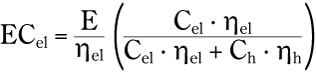 EC_el = E/η_el (C_el · η_el / (C_el · η_el + C_h · η_h))